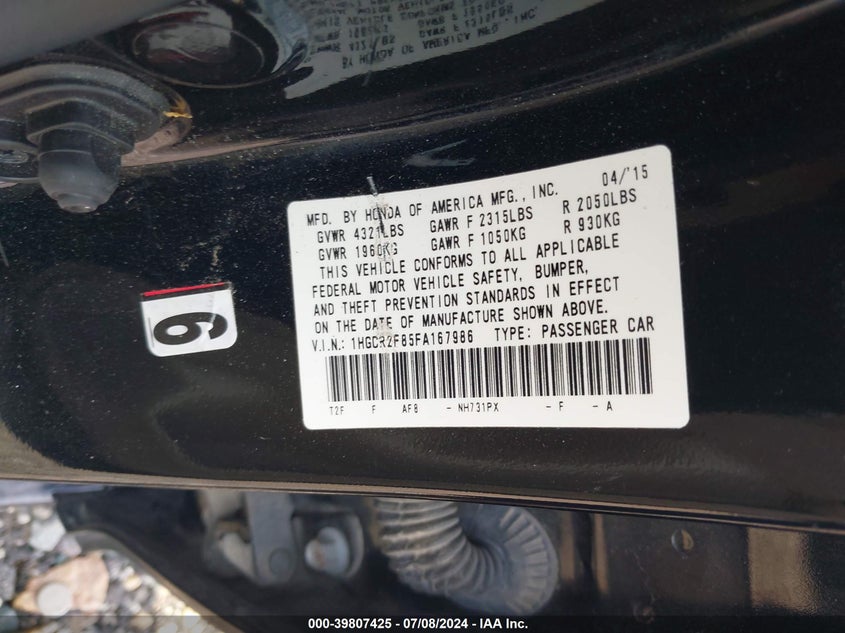 04/'15
MFD. BY HONDA OF AMERICA MFG., INC.
GVWR 4321LBS GAWR F 2315LBS R 2050LBS
GVWR 1960KG GAWR F 1050KG R 930KG
THIS VEHICLE CONFORMS TO ALL APPLICABLE
FEDERAL MOTOR VEHICLE SAFETY, BUMPER,
AND THEFT PREVENTION STANDARDS IN EFFECT
ON THE DATE OF MANUFACTURE SHOWN ABOVE.
V.I.N.: 1HGCR2F85FA167986 TYPE: PASSENGER CAR
T2F F AF8 - NH731PX - F - A
6
000-39807425 - 07/08/2024 - IAA Inc.